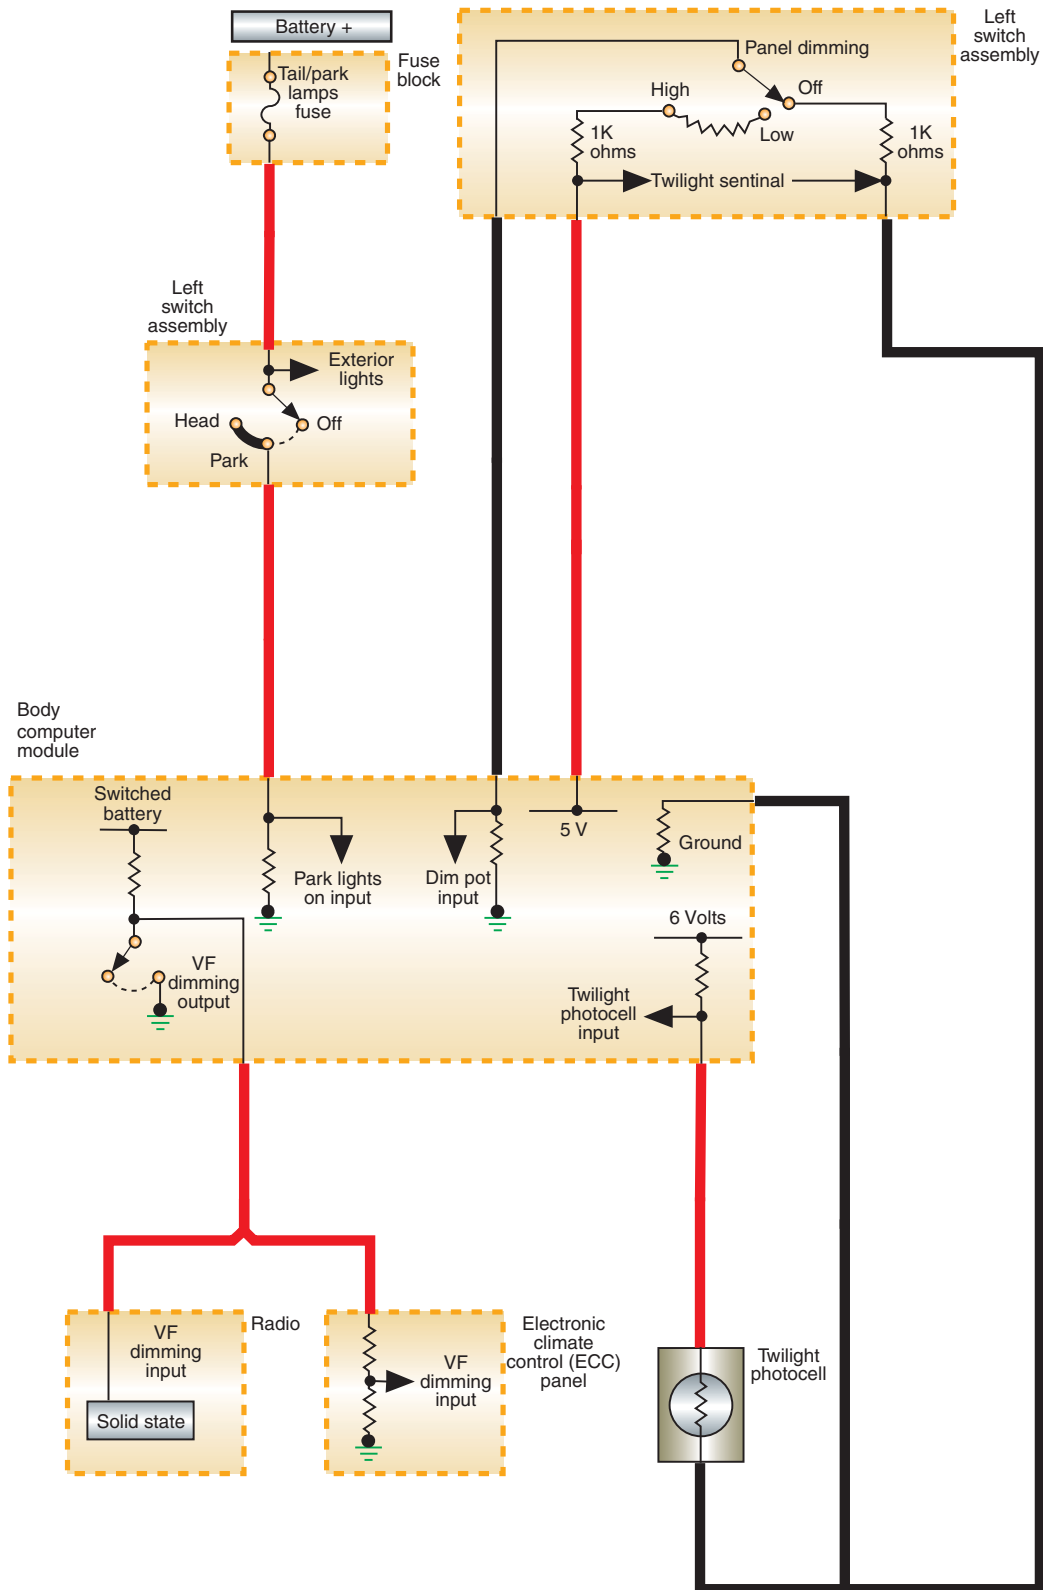 Battery +
Fuse
block
Tail/park
lamps
fuse
Left
switch
assembly
Panel dimming
Off
High
Low
1K
ohms
1K
ohms
Twilight sentinal
Left
switch
assembly
Exterior
lights
Head
Off
Park
Body
computer
module
Switched
battery
Park lights
on input
Dim pot
input
5 V
Ground
6 Volts
VF
dimming
output
Twilight
photocell
input
Radio
VF
dimming
input
Solid state
Electronic
climate
control (ECC)
panel
VF
dimming
input
Twilight
photocell